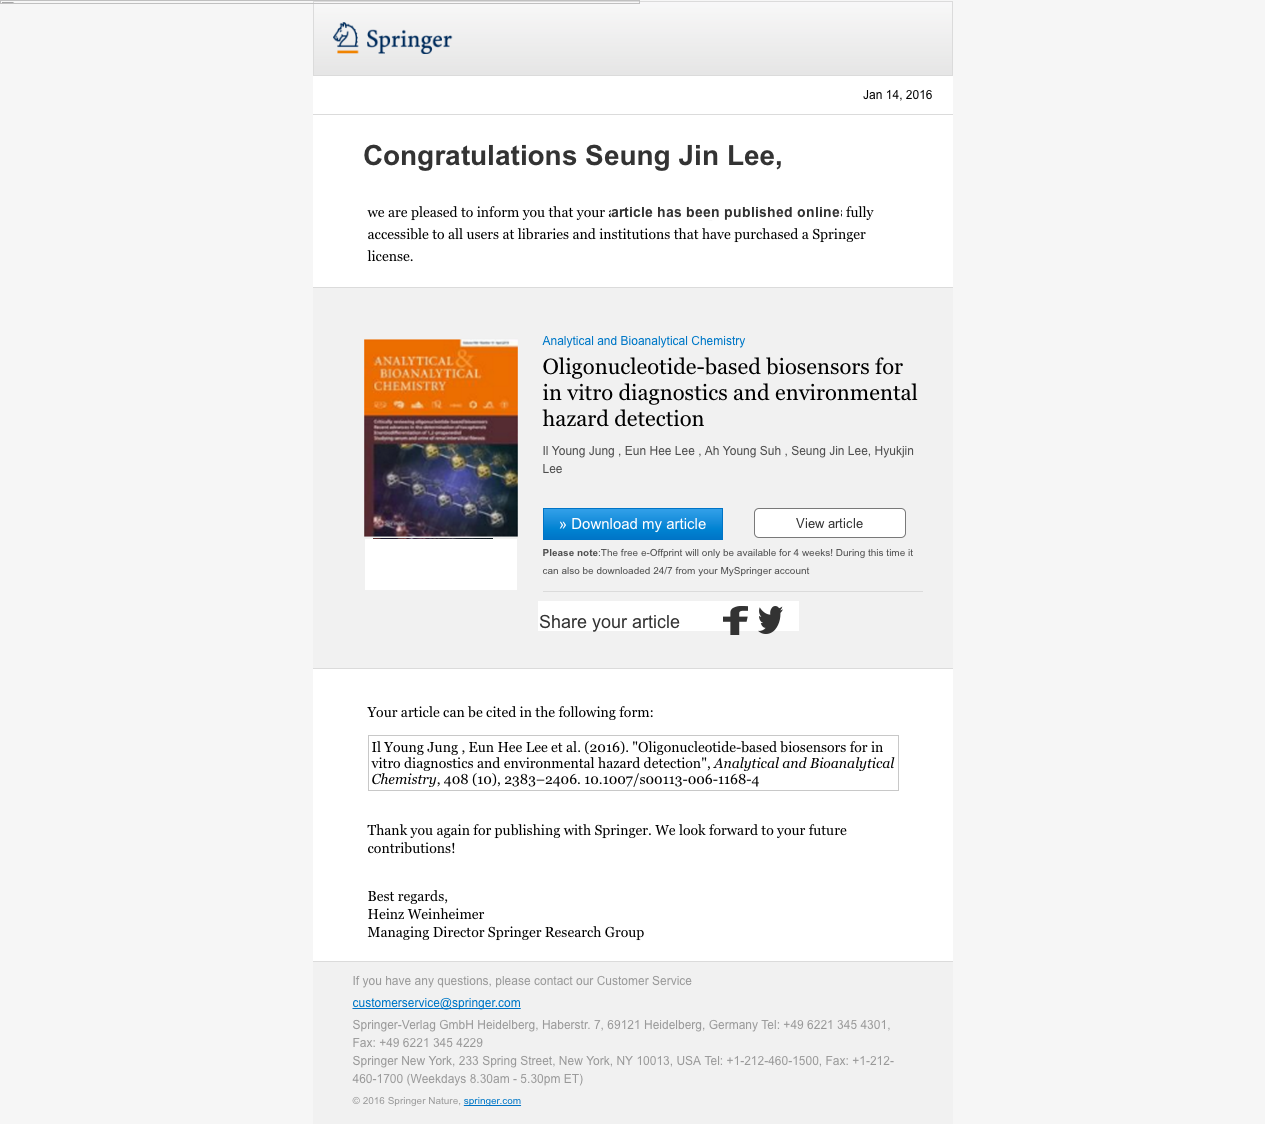 Springer
Jan 14, 2016
Congratulations Seung Jin Lee,
we are pleased to inform you that your article has been published online fully
accessible to all users at libraries and institutions that have purchased a Springer
license.
ANALYTICAL &
BIOANALYTICAL
CHEMISTRY
Analytical and Bioanalytical Chemistry
Oligonucleotide-based biosensors for
in vitro diagnostics and environmental
hazard detection
Il Young Jung , Eun Hee Lee , Ah Young Suh , Seung Jin Lee, Hyukjin
Lee
» Download my article
View article
Please note:The free e-Offprint will only be available for 4 weeks! During this time it
can also be downloaded 24/7 from your MySpringer account
Share your article
Your article can be cited in the following form:
Il Young Jung , Eun Hee Lee et al. (2016). "Oligonucleotide-based biosensors for in
vitro diagnostics and environmental hazard detection", Analytical and Bioanalytical
Chemistry, 408 (10), 2383–2406. 10.1007/s00113-006-1168-4
Thank you again for publishing with Springer. We look forward to your future
contributions!
Best regards,
Heinz Weinheimer
Managing Director Springer Research Group
If you have any questions, please contact our Customer Service
customerservice@springer.com
Springer-Verlag GmbH Heidelberg, Haberstr. 7, 69121 Heidelberg, Germany Tel: +49 6221 345 4301,
Fax: +49 6221 345 4229
Springer New York, 233 Spring Street, New York, NY 10013, USA Tel: +1-212-460-1500, Fax: +1-212-
460-1700 (Weekdays 8.30am - 5.30pm ET)
© 2016 Springer Nature, springer.com